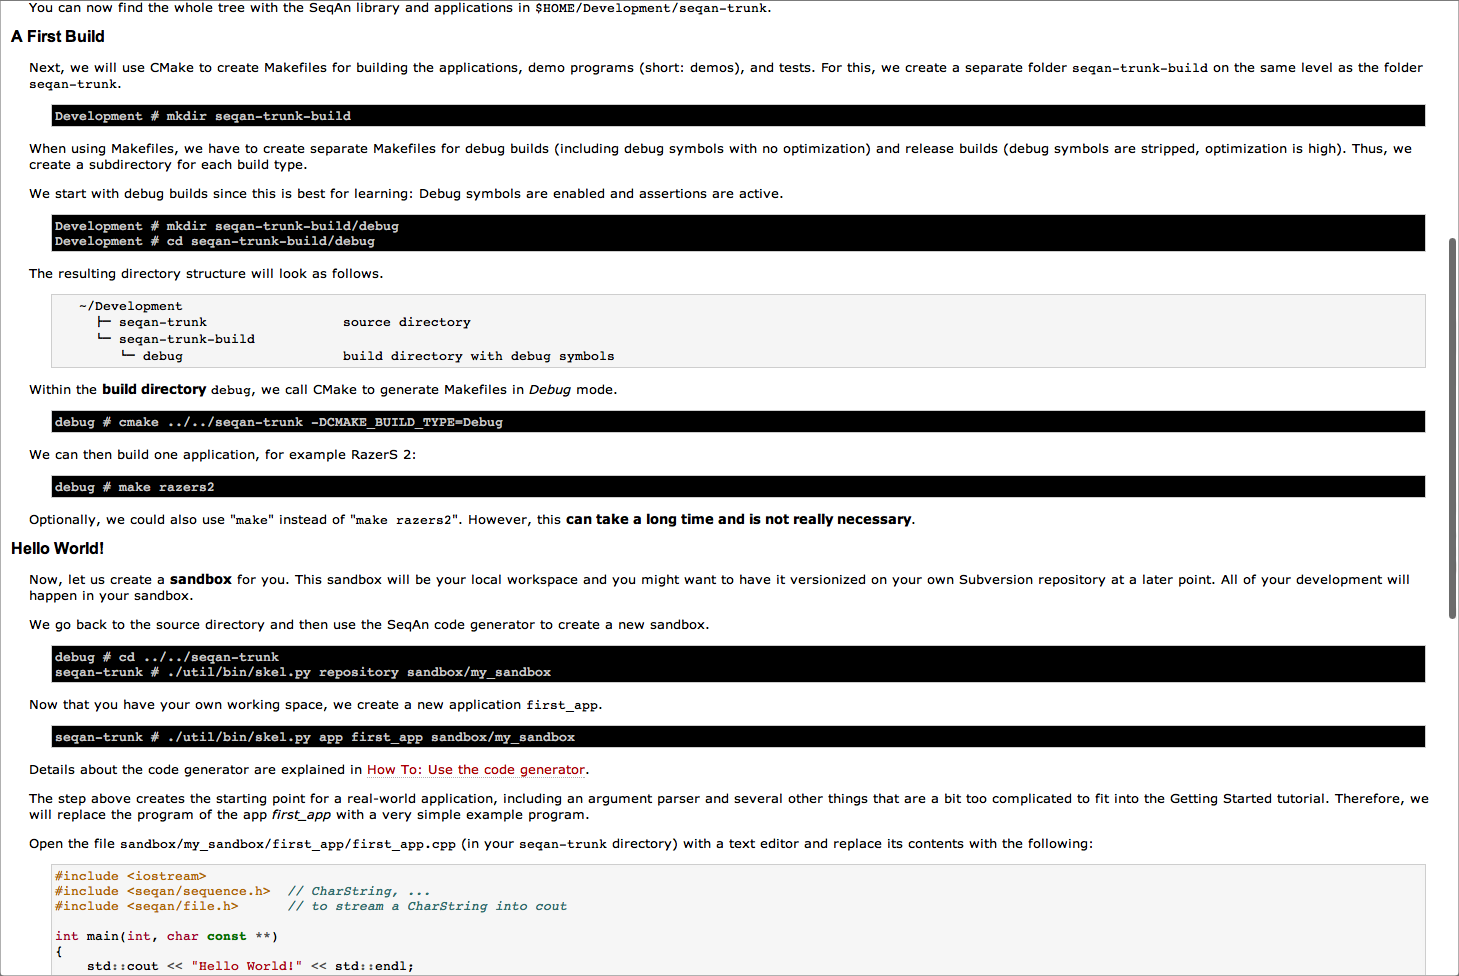 You can now find the whole tree with the SeqAn library and applications in $HOME/Development/seqan-trunk.
A First Build
Next, we will use CMake to create Makefiles for building the applications, demo programs (short: demos), and tests. For this, we create a separate folder seqan-trunk-build on the same level as the folder
seqan-trunk.
Development # mkdir seqan-trunk-build
When using Makefiles, we have to create separate Makefiles for debug builds (including debug symbols with no optimization) and release builds (debug symbols are stripped, optimization is high). Thus, we
create a subdirectory for each build type.
We start with debug builds since this is best for learning: Debug symbols are enabled and assertions are active.
Development # mkdir seqan-trunk-build/debug
Development # cd seqan-trunk-build/debug
The resulting directory structure will look as follows.
~/Development
├─ seqan-trunk source directory
└─ seqan-trunk-build
└─ debug build directory with debug symbols
Within the build directory debug, we call CMake to generate Makefiles in Debug mode.
debug # cmake ../../seqan-trunk -DCMAKE_BUILD_TYPE=Debug
We can then build one application, for example RazerS 2:
debug # make razers2
Optionally, we could also use "make" instead of "make razers2". However, this can take a long time and is not really necessary.
Hello World!
Now, let us create a sandbox for you. This sandbox will be your local workspace and you might want to have it versionized on your own Subversion repository at a later point. All of your development will
happen in your sandbox.
We go back to the source directory and then use the SeqAn code generator to create a new sandbox.
debug # cd ../../seqan-trunk
seqan-trunk # ./util/bin/skel.py repository sandbox/my_sandbox
Now that you have your own working space, we create a new application first_app.
seqan-trunk # ./util/bin/skel.py app first_app sandbox/my_sandbox
Details about the code generator are explained in How To: Use the code generator.
The step above creates the starting point for a real-world application, including an argument parser and several other things that are a bit too complicated to fit into the Getting Started tutorial. Therefore, we
will replace the program of the app first_app with a very simple example program.
Open the file sandbox/my_sandbox/first_app/first_app.cpp (in your seqan-trunk directory) with a text editor and replace its contents with the following:
#include <iostream>
#include <seqan/sequence.h> // CharString, ...
#include <seqan/file.h> // to stream a CharString into cout
int main(int, char const **)
{
std::cout << "Hello World!" << std::endl;